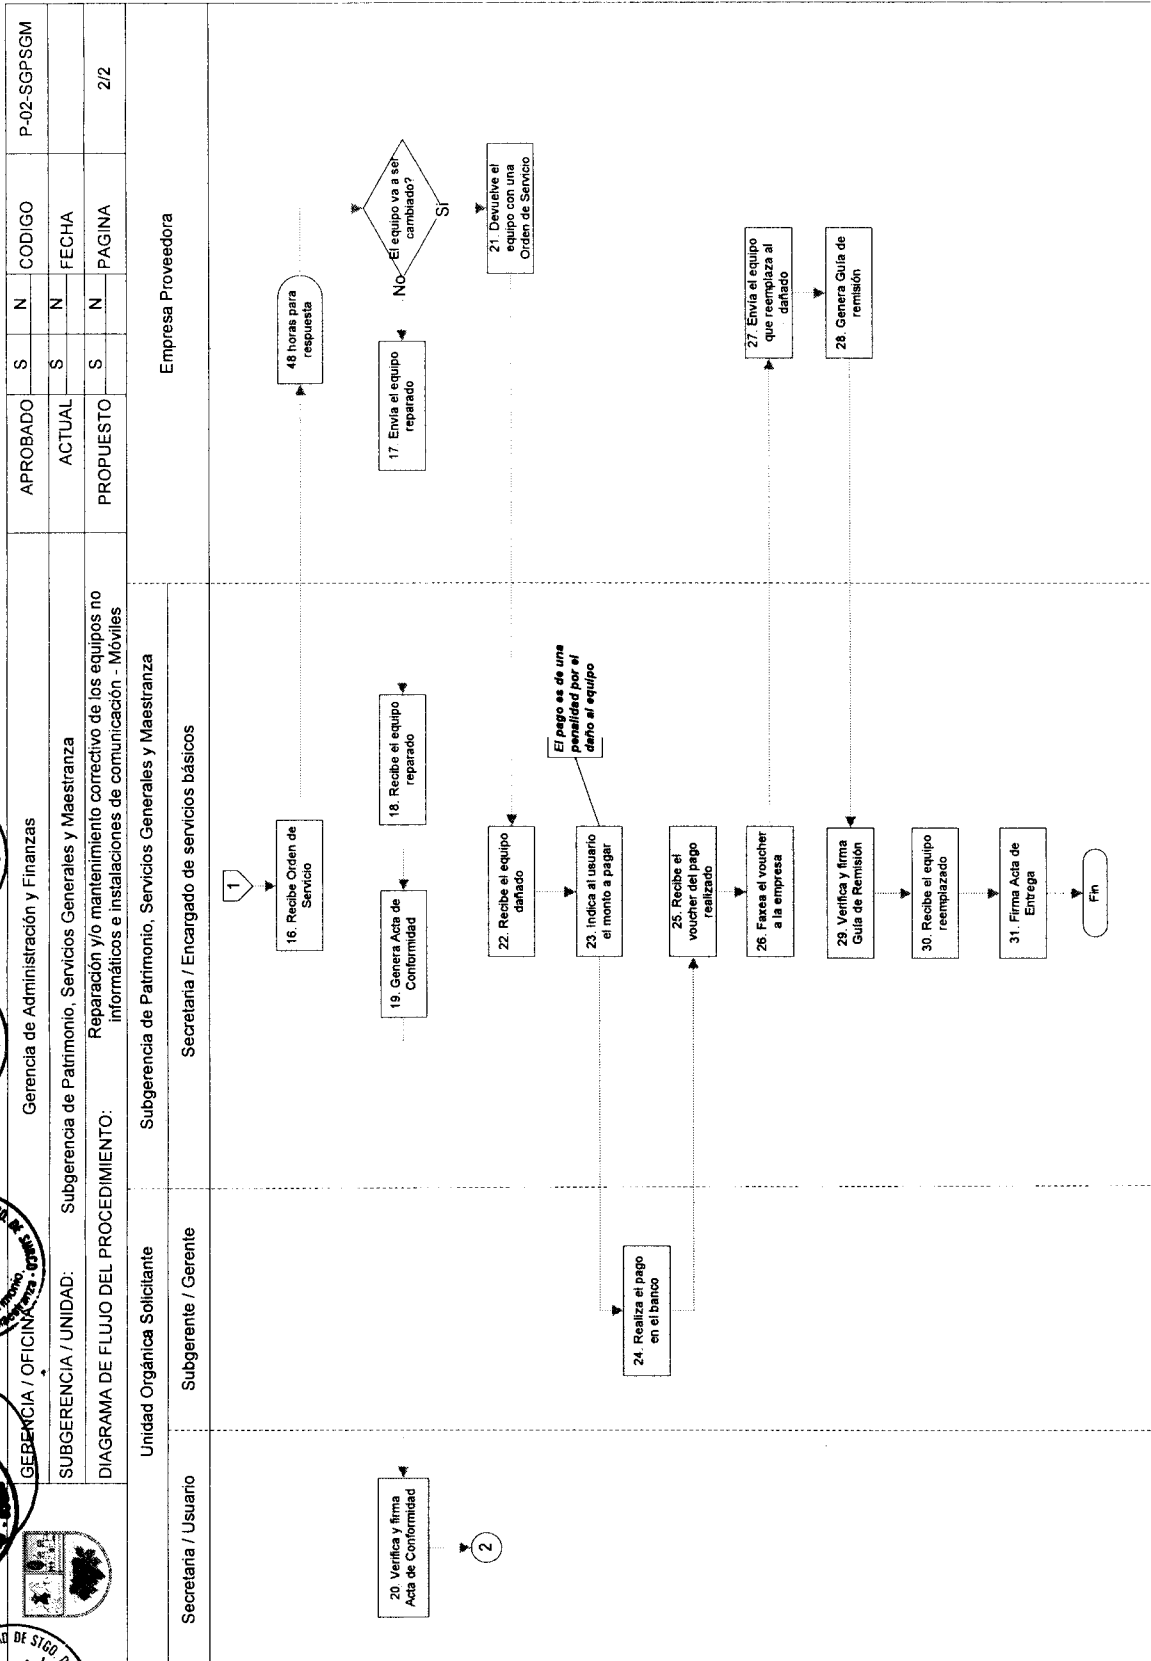 GERENCIA / OFICINA: Gerencia de Administración y Finanzas
APROBADO S N CODIGO P-02-SGPSGM
SUBGERENCIA / UNIDAD: Subgerencia de Patrimonio, Servicios Generales y Maestranza
ACTUAL S N FECHA
DIAGRAMA DE FLUJO DEL PROCEDIMIENTO: Reparación y/o mantenimiento correctivo de los equipos no
informáticos e instalaciones de comunicación - Móviles
PROPUESTO S N PAGINA 2/2
Unidad Orgánica Solicitante
Subgerencia de Patrimonio, Servicios Generales y Maestranza
Empresa Proveedora
Secretaria / Usuario
Subgerente / Gerente
Secretaria / Encargado de servicios básicos
1
16. Recibe Orden de
Servicio
48 horas para
respuesta
El equipo va a ser
cambiado?
No
Sí
17. Envía el equipo
reparado
18. Recibe el equipo
reparado
19. Genera Acta de
Conformidad
20. Verifica y firma
Acta de Conformidad
2
21. Devuelve el
equipo con una
Orden de Servicio
22. Recibe el equipo
dañado
23. Indica al usuario
el monto a pagar
El pago es de una
penalidad por el
daño al equipo
24. Realiza el pago
en el banco
25. Recibe el
voucher del pago
realizado
26. Faxea el voucher
a la empresa
27. Envía el equipo
que reemplaza al
dañado
28. Genera Guía de
remisión
29. Verifica y firma
Guía de Remisión
30. Recibe el equipo
reemplazado
31. Firma Acta de
Entrega
Fin
DE STGO.